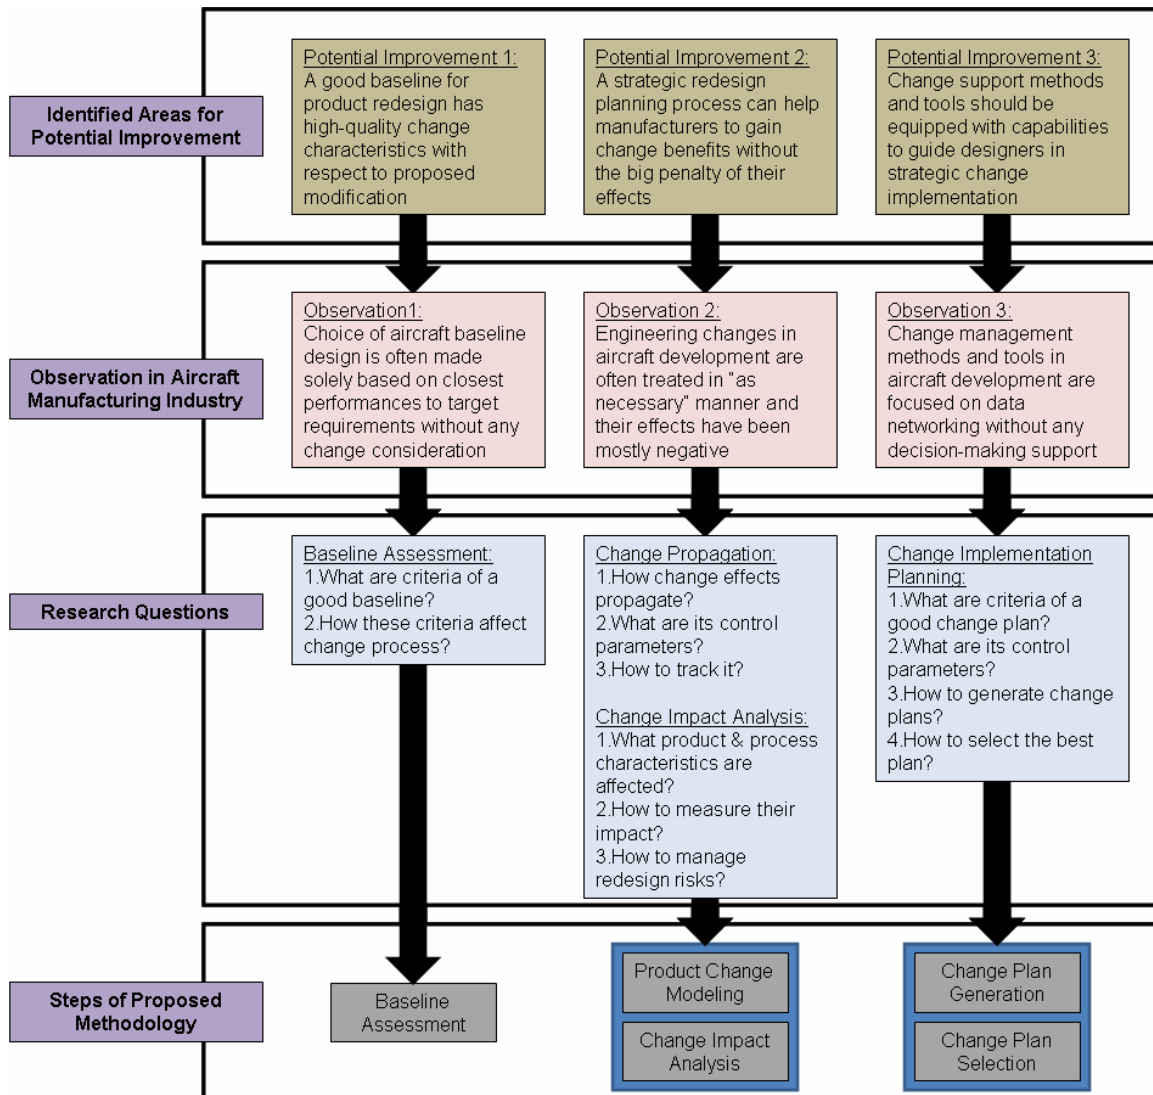 Identified Areas for
Potential Improvement
Potential Improvement 1:
A good baseline for
product redesign has
high-quality change
characteristics with
respect to proposed
modification
Potential Improvement 2:
A strategic redesign
planning process can help
manufacturers to gain
change benefits without
the big penalty of their
effects
Potential Improvement 3:
Change support methods
and tools should be
equipped with capabilities
to guide designers in
strategic change
implementation
Observation in Aircraft
Manufacturing Industry
Observation1:
Choice of aircraft baseline
design is often made
solely based on closest
performances to target
requirements without any
change consideration
Observation 2:
Engineering changes in
aircraft development are
often treated in "as
necessary" manner and
their effects have been
mostly negative
Observation 3:
Change management
methods and tools in
aircraft development are
focused on data
networking without any
decision-making support
Research Questions
Baseline Assessment:
1.What are criteria of a
good baseline?
2.How these criteria affect
change process?
Change Propagation:
1.How change effects
propagate?
2.What are its control
parameters?
3.How to track it?
Change Impact Analysis:
1.What product & process
characteristics are
affected?
2.How to measure their
impact?
3.How to manage
redesign risks?
Change Implementation
Planning:
1.What are criteria of a
good change plan?
2.What are its control
parameters?
3.How to generate change
plans?
4.How to select the best
plan?
Steps of Proposed
Methodology
Baseline
Assessment
Product Change
Modeling
Change Impact
Analysis
Change Plan
Generation
Change Plan
Selection